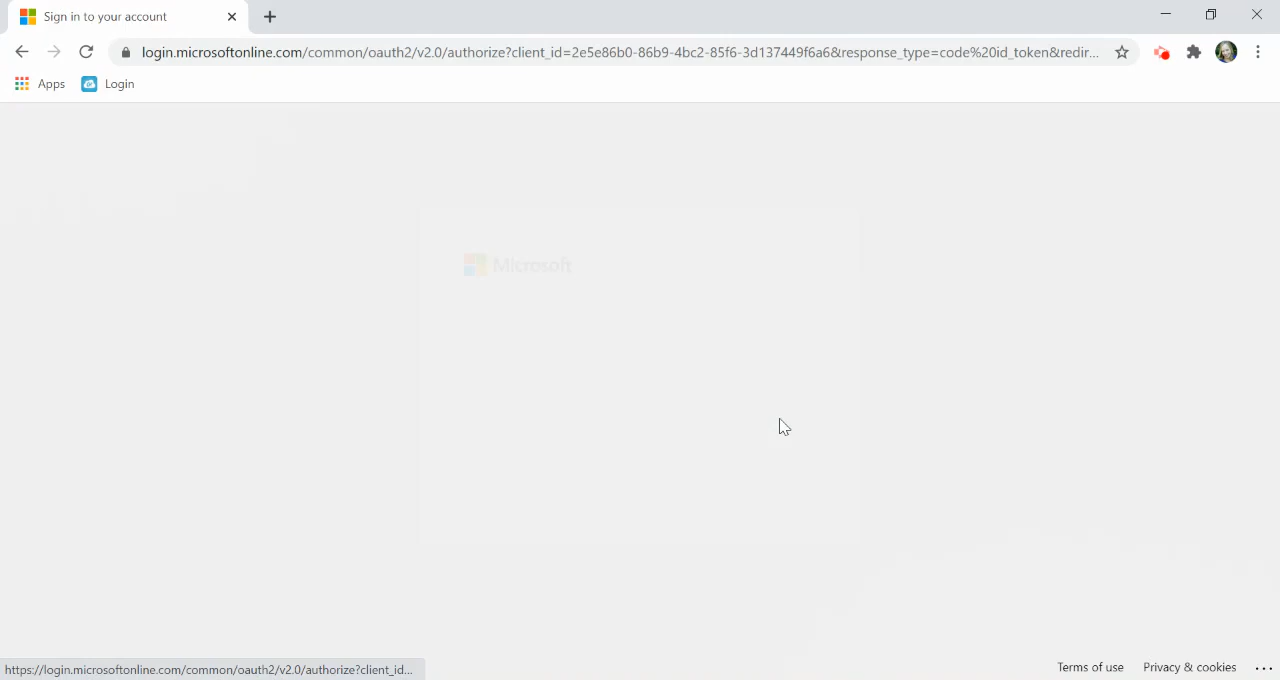 Sign in to your account
login.microsoftonline.com/common/oauth2/v2.0/authorize?client_id=2e5e86b0-86b9-4bc2-85f6-3d137449f6a6&response_type=code%20id_token&redir...
Apps
Login
Microsoft
https://login.microsoftonline.com/common/oauth2/v2.0/authorize?client_id...
Terms of use
Privacy & cookies